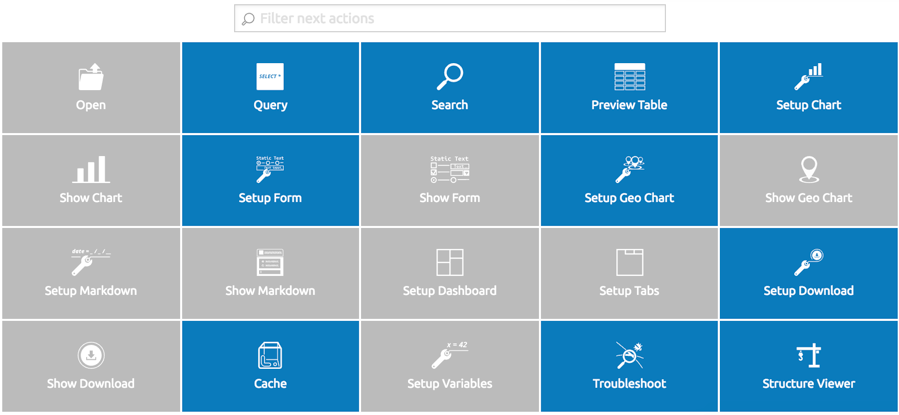 Filter next actions
SELECT *
Open
Query
Search
Preview Table
Setup Chart
Static Text
Static Text
Text...
Show Chart
Setup Form
Show Form
Setup Geo Chart
Show Geo Chart
date = _ / _ / _
Setup Markdown
Show Markdown
Setup Dashboard
Setup Tabs
Setup Download
x = 42
Show Download
Cache
Setup Variables
Troubleshoot
Structure Viewer